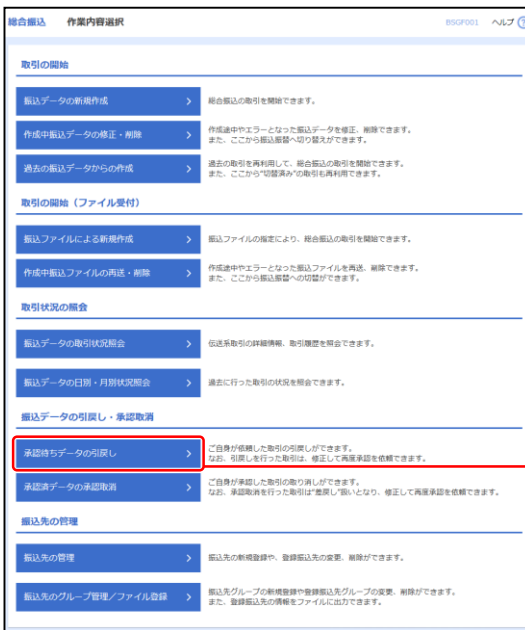 総合振込 作業内容選択 BSGF001 ヘルプ ?
取引の開始
振込データの新規作成 > 総合振込の取引を開始できます。
作成中振込データの修正・削除 > 作成途中やエラーとなった振込データを修正、削除できます。
また、ここから振込振替へ切り替えができます。
過去の振込データからの作成 > 過去の取引を再利用して、総合振込の取引を開始できます。
また、ここから“切替済み”の取引も再利用できます。
取引の開始（ファイル受付）
振込ファイルによる新規作成 > 振込ファイルの指定により、総合振込の取引を開始できます。
作成中振込ファイルの再送・削除 > 作成途中やエラーとなった振込ファイルを再送、削除できます。
また、ここから振込振替への切替ができます。
取引状況の照会
振込データの取引状況照会 > 伝送系取引の詳細情報、取引履歴を照会できます。
振込データの日別・月別状況照会 > 過去に行った取引の状況を照会できます。
振込データの引戻し・承認取消
承認待ちデータの引戻し > ご自身が依頼した取引の引戻しができます。
なお、引戻しを行った取引は、修正して再度承認を依頼できます。
承認済データの承認取消 > ご自身が承認した取引の取り消しができます。
なお、承認取消を行った取引は“差戻し”扱いとなり、修正して再度承認を依頼できます。
振込先の管理
振込先の管理 > 振込先の新規登録や、登録振込先の変更、削除ができます。
振込先のグループ管理／ファイル登録 > 振込先グループの新規登録や登録振込先グループの変更、削除ができます。
また、登録振込先の情報をファイルに出力できます。